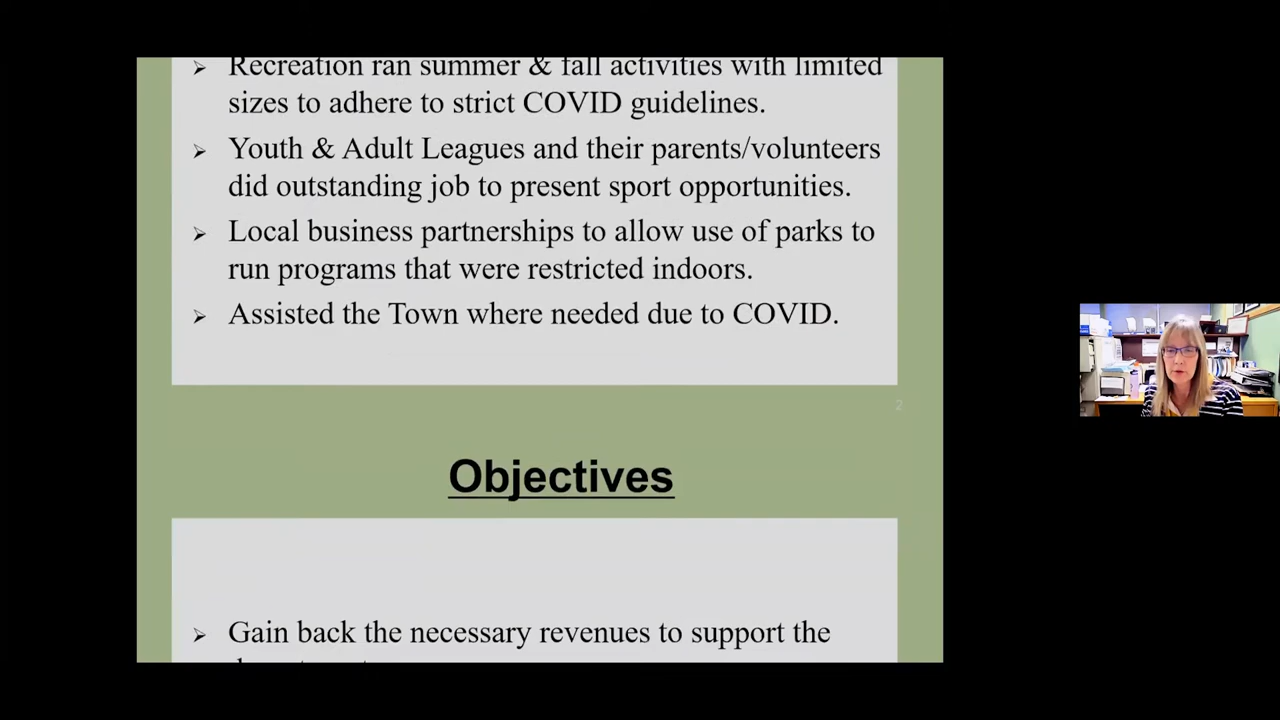 ➢ Recreation ran summer & fall activities with limited
sizes to adhere to strict COVID guidelines.
➢ Youth & Adult Leagues and their parents/volunteers
did outstanding job to present sport opportunities.
➢ Local business partnerships to allow use of parks to
run programs that were restricted indoors.
➢ Assisted the Town where needed due to COVID.
2
Objectives
➢ Gain back the necessary revenues to support the